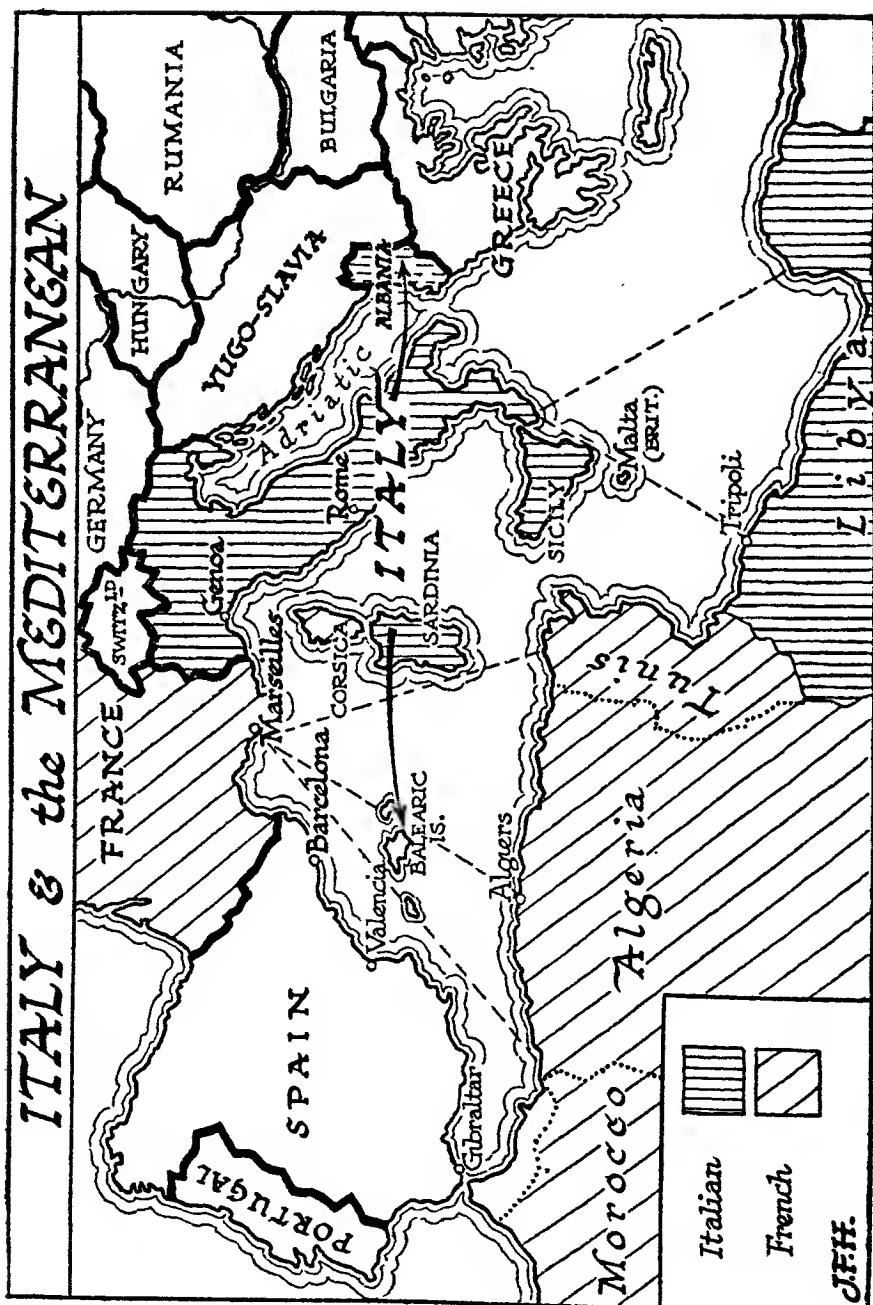 ITALY & the MEDITERRANEAN
FRANCE
SWITZ-LD
GERMANY
HUNGARY
RUMANIA
YUGO-SLAVIA
BULGARIA
Genoa
Marseilles
Adriatic
ALBANIA
GREECE
PORTUGAL
SPAIN
Barcelona
Valencia
BALEARIC
IS.
CORSICA
SARDINIA
Rome
ITALY
SICILY
Malta
(BRIT.)
Gibraltar
Algiers
Tunis
Tripoli
Morocco
Algeria
Libya
Italian
French
J.F.H.